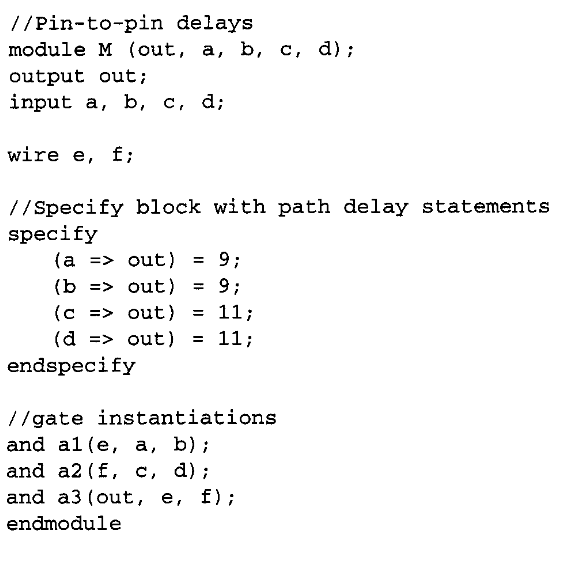 //Pin-to-pin delays
module M (out, a, b, c, d);
output out;
input a, b, c, d;

wire e, f;

//Specify block with path delay statements
specify
    (a => out) = 9;
    (b => out) = 9;
    (c => out) = 11;
    (d => out) = 11;
endspecify

//gate instantiations
and a1(e, a, b);
and a2(f, c, d);
and a3(out, e, f);
endmodule